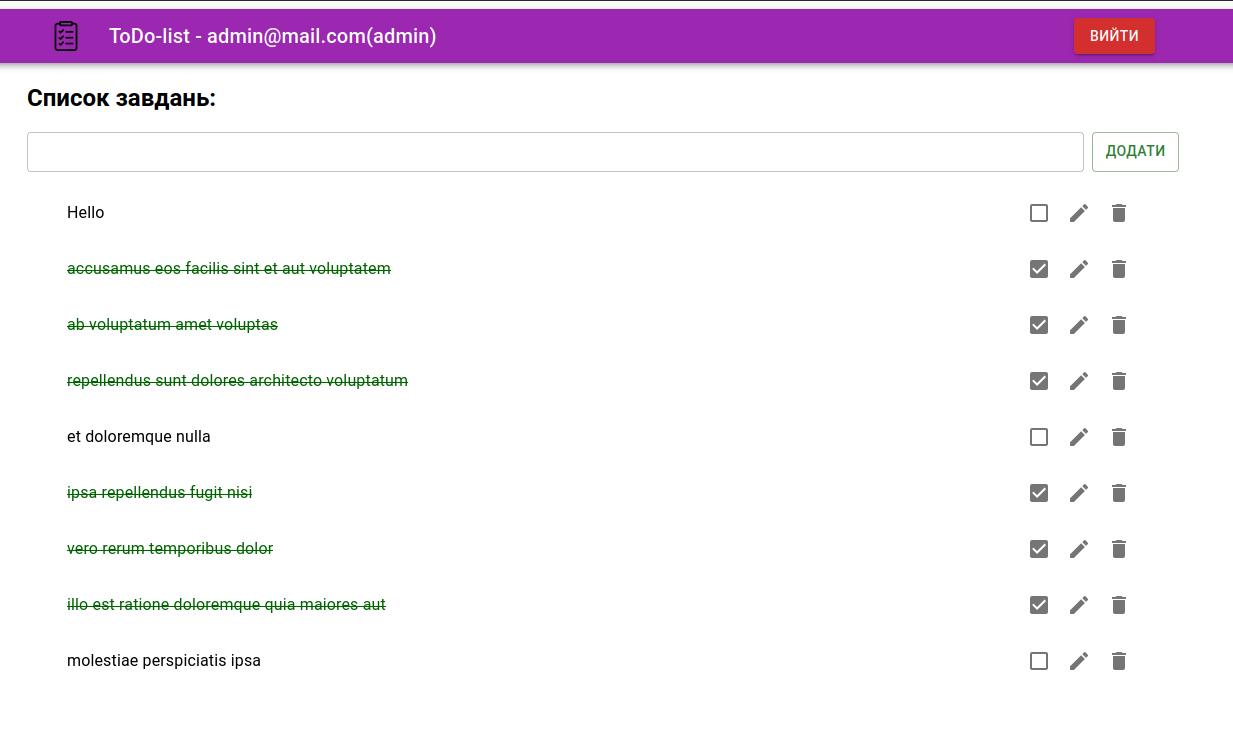 ToDo-list - admin@mail.com(admin)
ВИЙТИ
Список завдань:
ДОДАТИ
Hello
accusamus eos facilis sint et aut voluptatem
ab voluptatum amet voluptas
repellendus sunt dolores architecto voluptatum
et doloremque nulla
ipsa repellendus fugit nisi
vero rerum temporibus dolor
illo est ratione doloremque quia maiores aut
molestiae perspiciatis ipsa